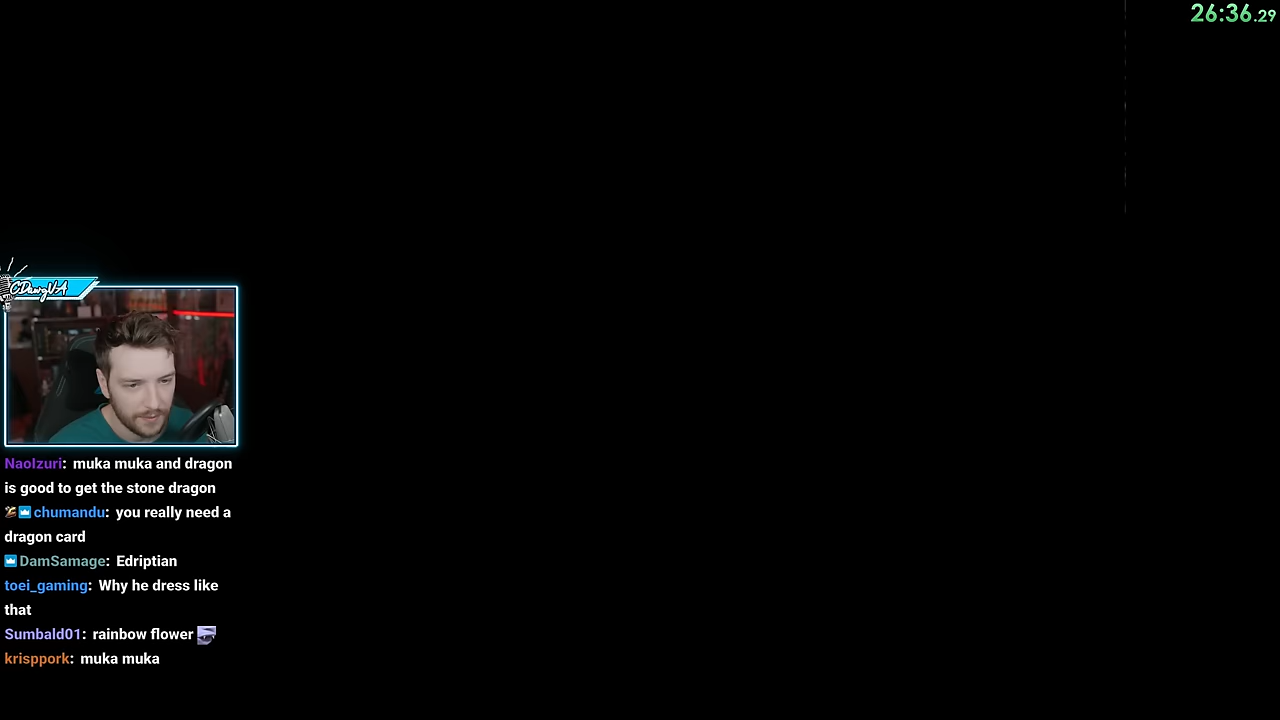 26:36.29
CDawgVA
NaoIzuri: muka muka and dragon
is good to get the stone dragon
chumandu: you really need a
dragon card
DamSamage: Edriptian
toei_gaming: Why he dress like
that
Sumbald01: rainbow flower
krisppork: muka muka